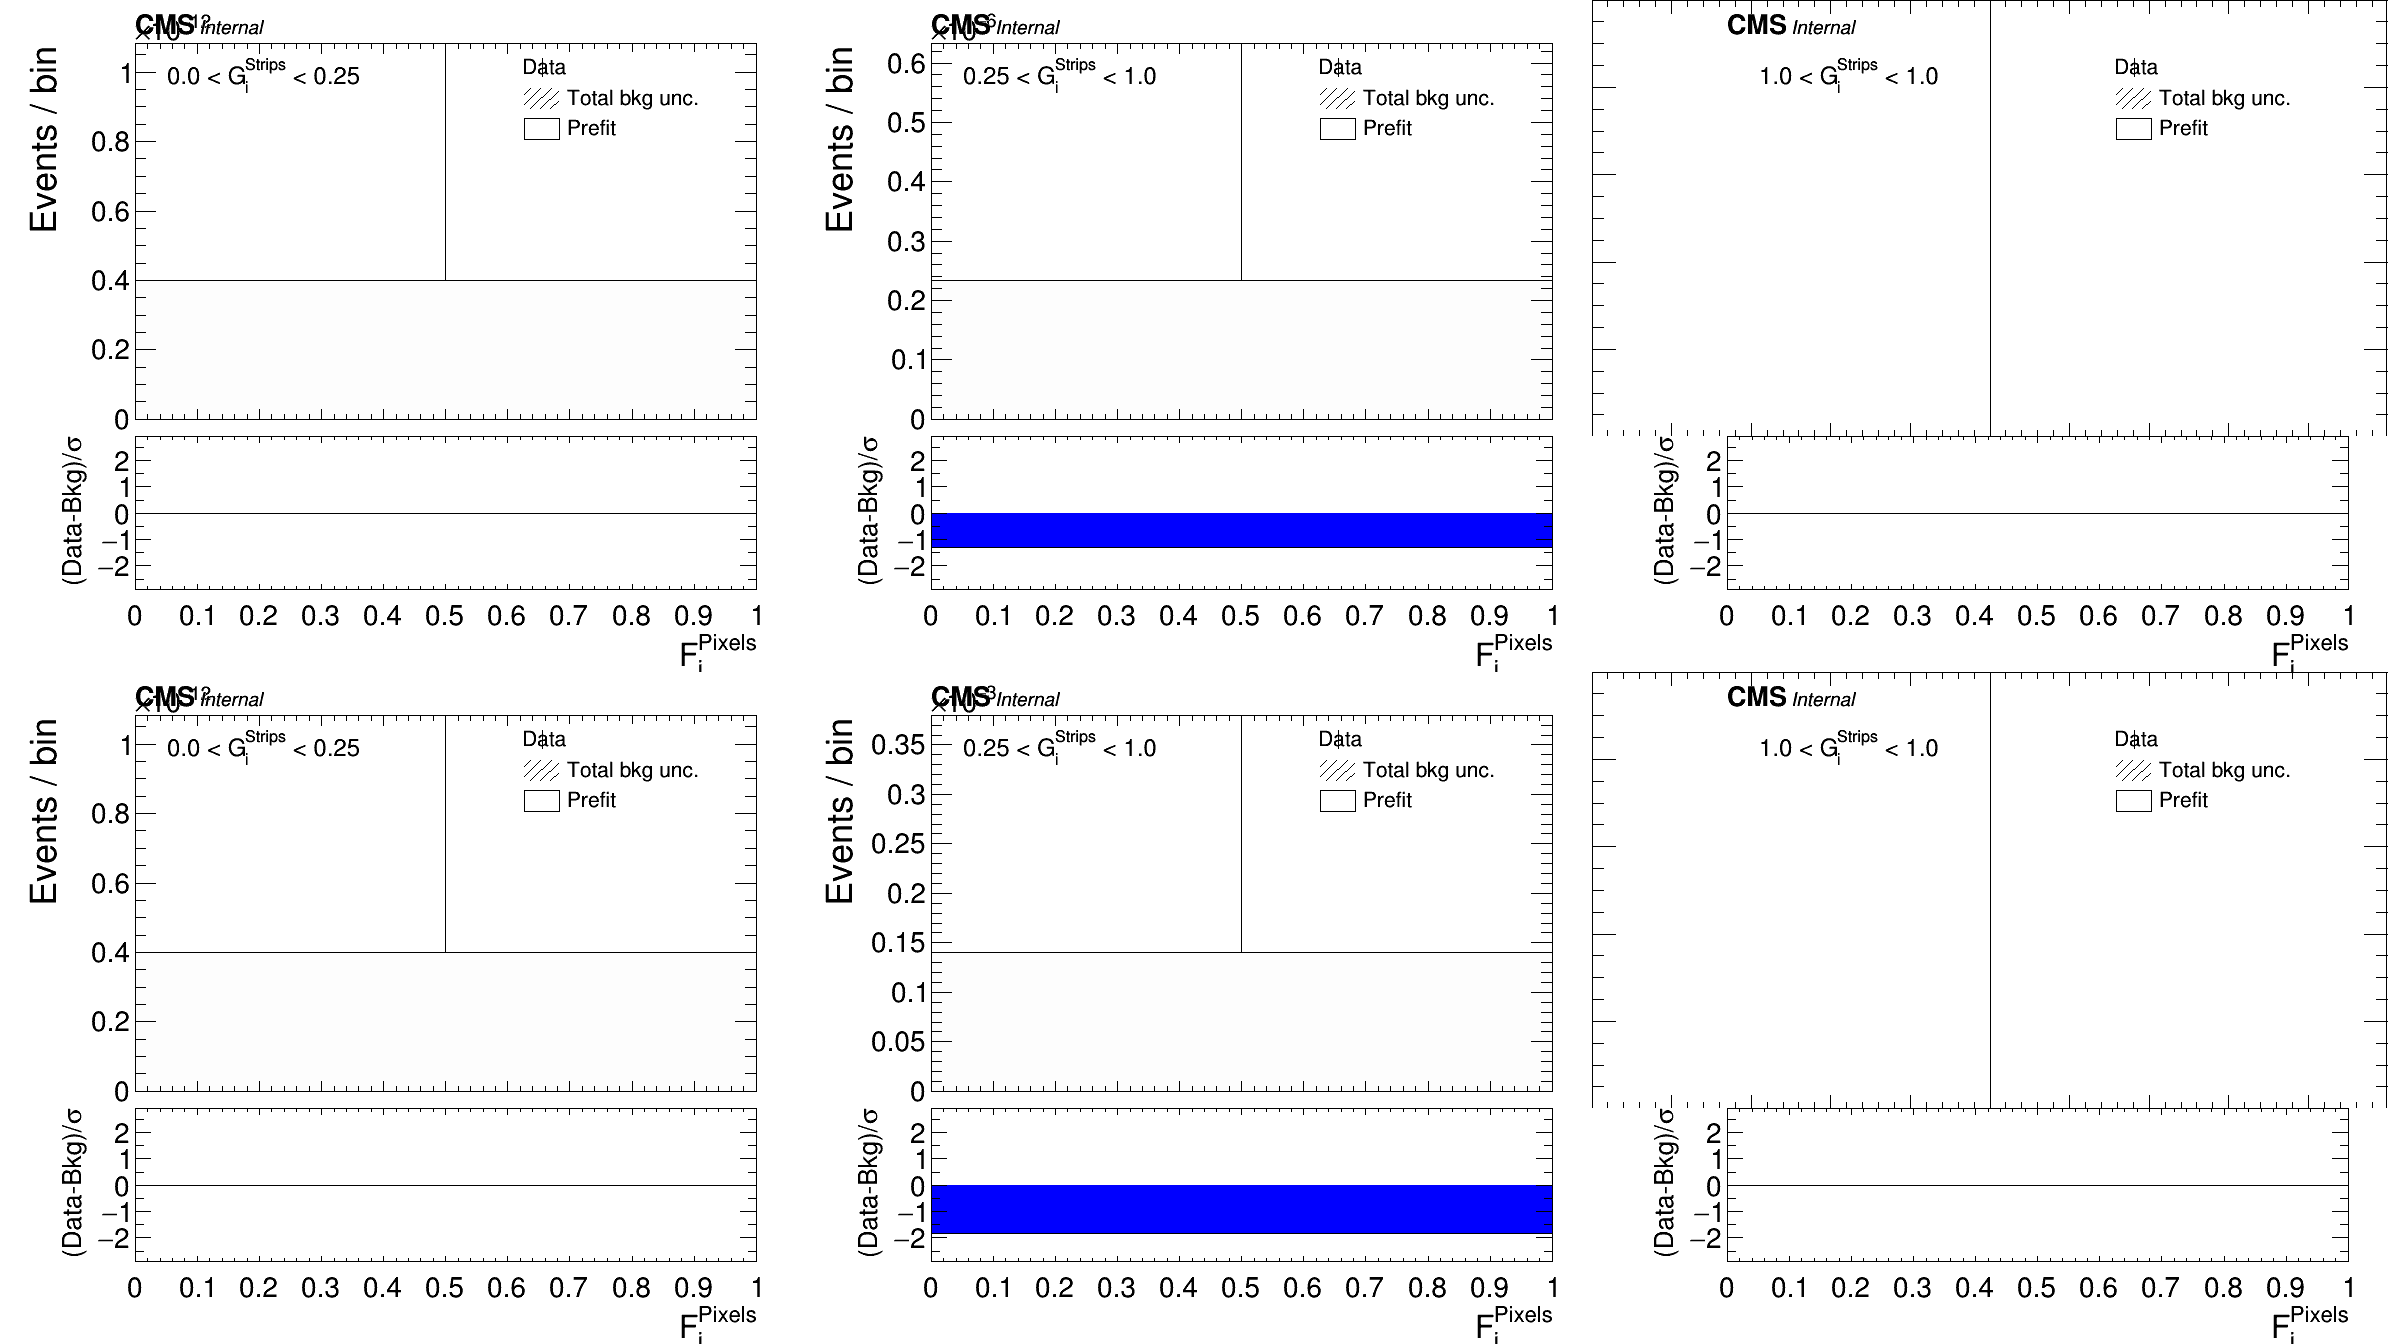 CMS Internal
0.0 < G_i^Strips < 0.25
Data
Total bkg unc.
Prefit
Events / bin
1
0.8
0.6
0.4
0.2
0
(Data-Bkg)/σ
2
1
0
−1
−2
0 0.1 0.2 0.3 0.4 0.5 0.6 0.7 0.8 0.9 1
F_i^Pixels
CMS Internal
0.25 < G_i^Strips < 1.0
Data
Total bkg unc.
Prefit
Events / bin
0.6
0.5
0.4
0.3
0.2
0.1
0
(Data-Bkg)/σ
2
1
0
−1
−2
0 0.1 0.2 0.3 0.4 0.5 0.6 0.7 0.8 0.9 1
F_i^Pixels
CMS Internal
1.0 < G_i^Strips < 1.0
Data
Total bkg unc.
Prefit
(Data-Bkg)/σ
2
1
0
−1
−2
0 0.1 0.2 0.3 0.4 0.5 0.6 0.7 0.8 0.9 1
F_i^Pixels
CMS Internal
0.0 < G_i^Strips < 0.25
Data
Total bkg unc.
Prefit
Events / bin
1
0.8
0.6
0.4
0.2
0
(Data-Bkg)/σ
2
1
0
−1
−2
0 0.1 0.2 0.3 0.4 0.5 0.6 0.7 0.8 0.9 1
F_i^Pixels
CMS Internal
0.25 < G_i^Strips < 1.0
Data
Total bkg unc.
Prefit
Events / bin
0.35
0.3
0.25
0.2
0.15
0.1
0.05
0
(Data-Bkg)/σ
2
1
0
−1
−2
0 0.1 0.2 0.3 0.4 0.5 0.6 0.7 0.8 0.9 1
F_i^Pixels
CMS Internal
1.0 < G_i^Strips < 1.0
Data
Total bkg unc.
Prefit
(Data-Bkg)/σ
2
1
0
−1
−2
0 0.1 0.2 0.3 0.4 0.5 0.6 0.7 0.8 0.9 1
F_i^Pixels